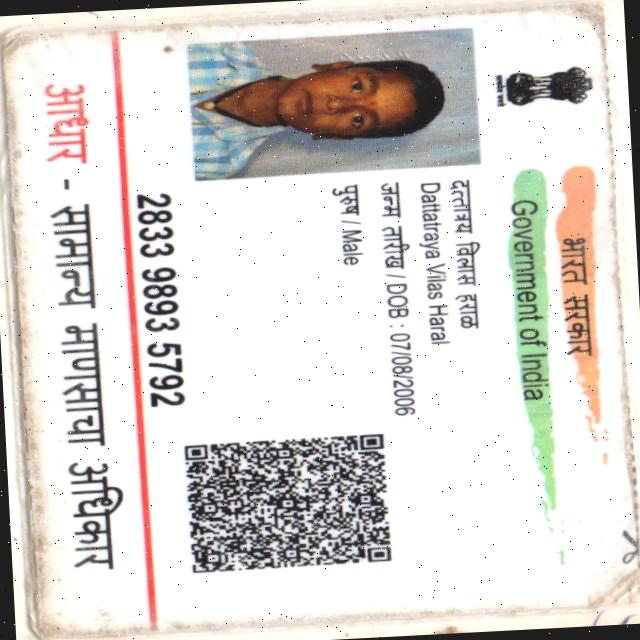 भारत सरकार
Government of India
दत्तात्रय विलास हराळ
Dattatraya Vilas Haral
जन्म तारीख / DOB : 07/08/2006
पुरुष / Male
2833 9893 5792
आधार - सामान्य माणसाचा अधिकार